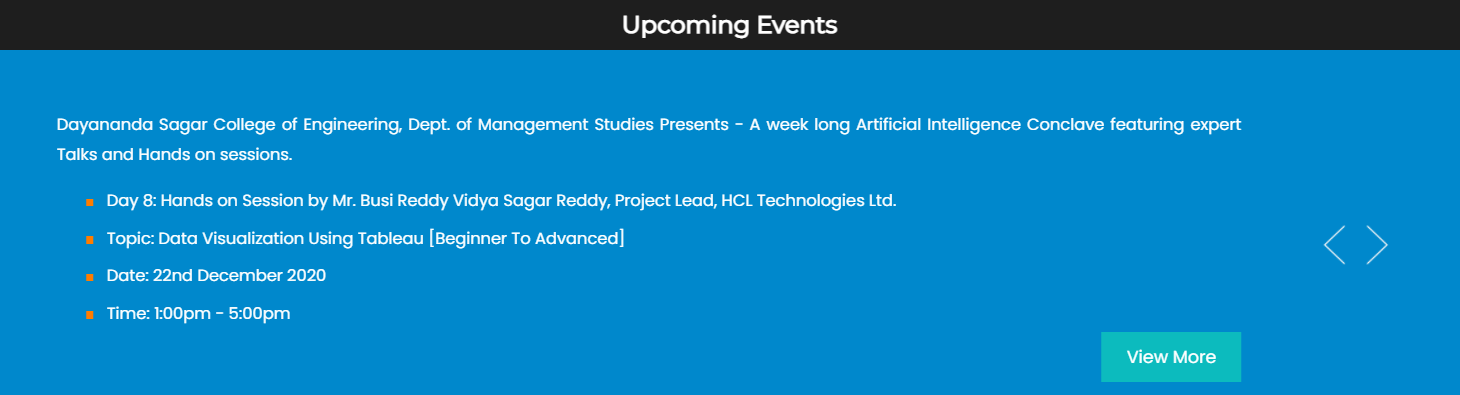 Upcoming Events
Dayananda Sagar College of Engineering, Dept. of Management Studies Presents - A week long Artificial Intelligence Conclave featuring expert
Talks and Hands on sessions.
Day 8: Hands on Session by Mr. Busi Reddy Vidya Sagar Reddy, Project Lead, HCL Technologies Ltd.
Topic: Data Visualization Using Tableau [Beginner To Advanced]
Date: 22nd December 2020
Time: 1:00pm - 5:00pm
View More